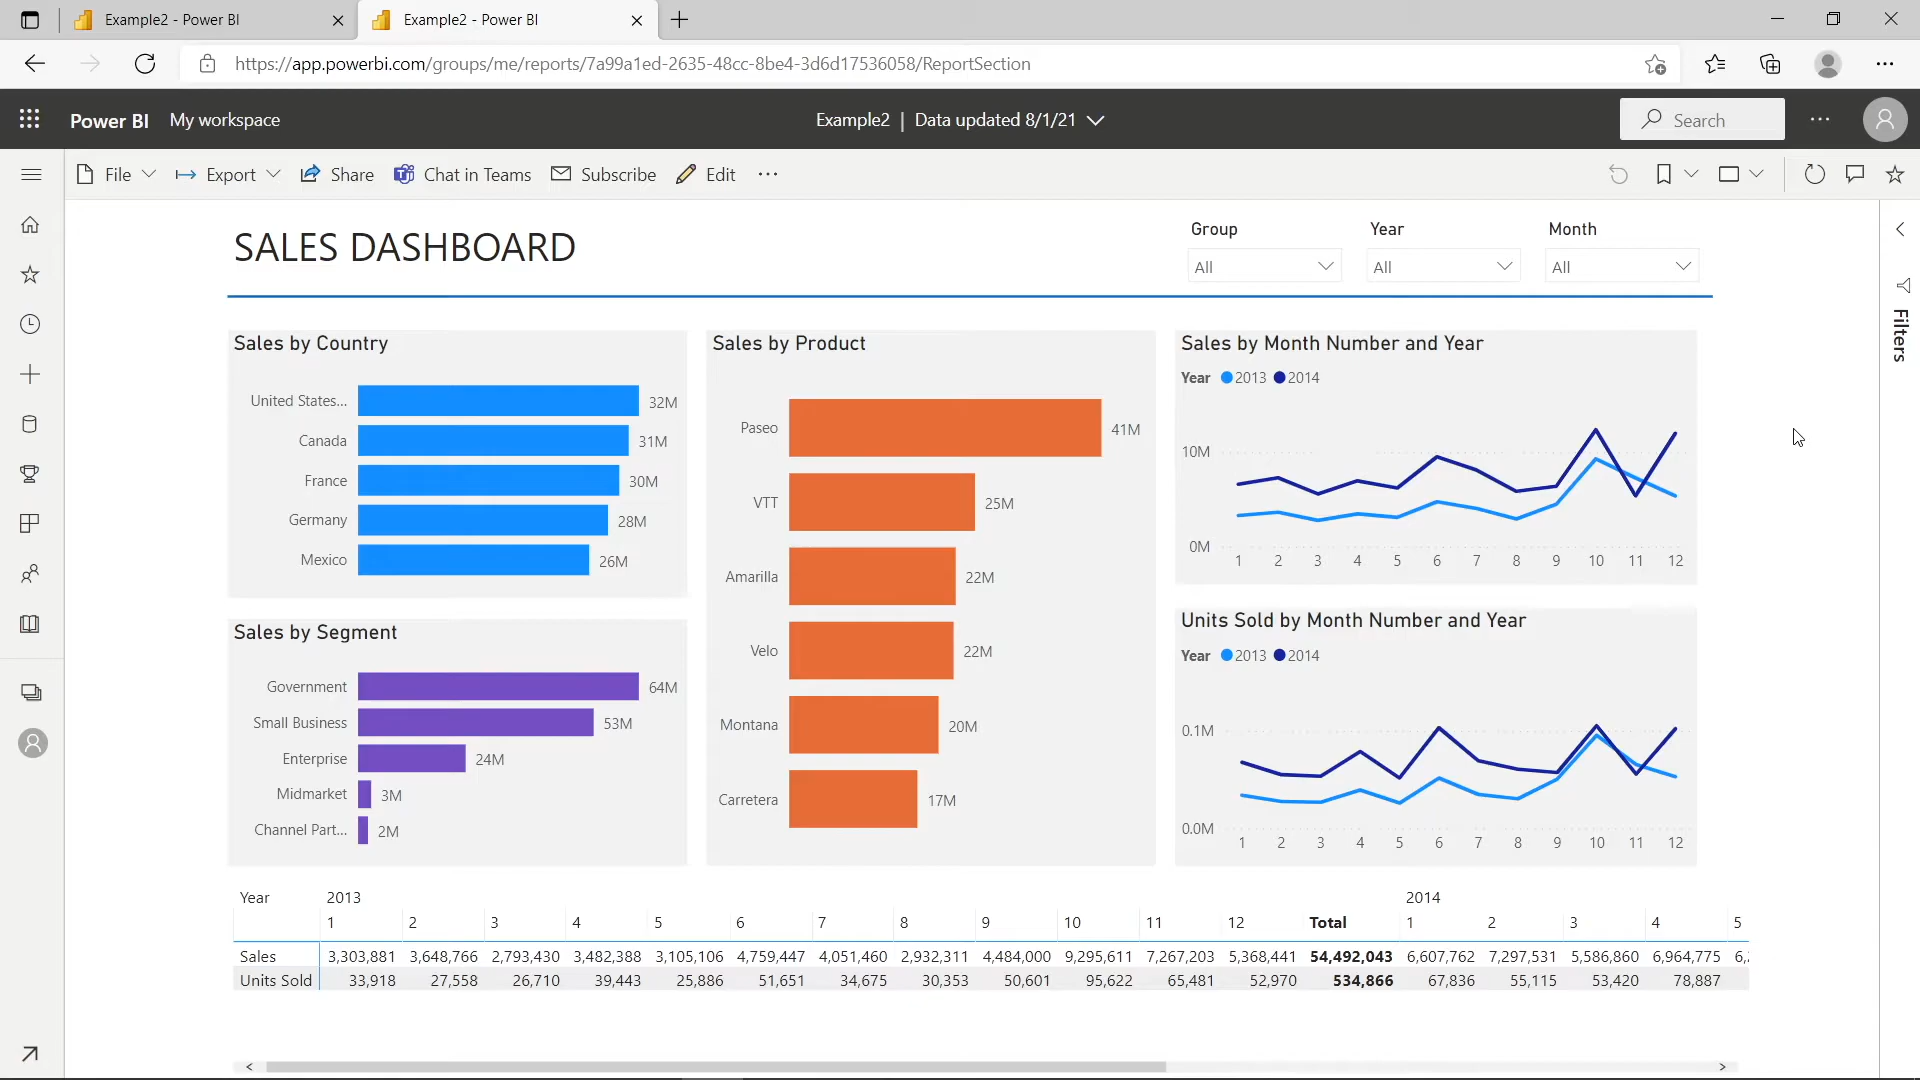 Example2 - Power BI
Example2 - Power BI
https://app.powerbi.com/groups/me/reports/7a99a1ed-2635-48cc-8be4-3d6d17536058/ReportSection
Power BI My workspace Example2 | Data updated 8/1/21 Search
File Export Share Chat in Teams Subscribe Edit
SALES DASHBOARD
Group Year Month
All All All
Filters
Sales by Country
United States... 32M
Canada 31M
France 30M
Germany 28M
Mexico 26M
Sales by Segment
Government 64M
Small Business 53M
Enterprise 24M
Midmarket 3M
Channel Part... 2M
Sales by Product
Paseo 41M
VTT 25M
Amarilla 22M
Velo 22M
Montana 20M
Carretera 17M
Sales by Month Number and Year
Year 2013 2014
10M
0M
1 2 3 4 5 6 7 8 9 10 11 12
Units Sold by Month Number and Year
Year 2013 2014
0.1M
0.0M
1 2 3 4 5 6 7 8 9 10 11 12
Year 2013 2014
1 2 3 4 5 6 7 8 9 10 11 12 Total 1 2 3 4 5
Sales 3,303,881 3,648,766 2,793,430 3,482,388 3,105,106 4,759,447 4,051,460 2,932,311 4,484,000 9,295,611 7,267,203 5,368,441 54,492,043 6,607,762 7,297,531 5,586,860 6,964,775 6,
Units Sold 33,918 27,558 26,710 39,443 25,886 51,651 34,675 30,353 50,601 95,622 65,481 52,970 534,866 67,836 55,115 53,420 78,887